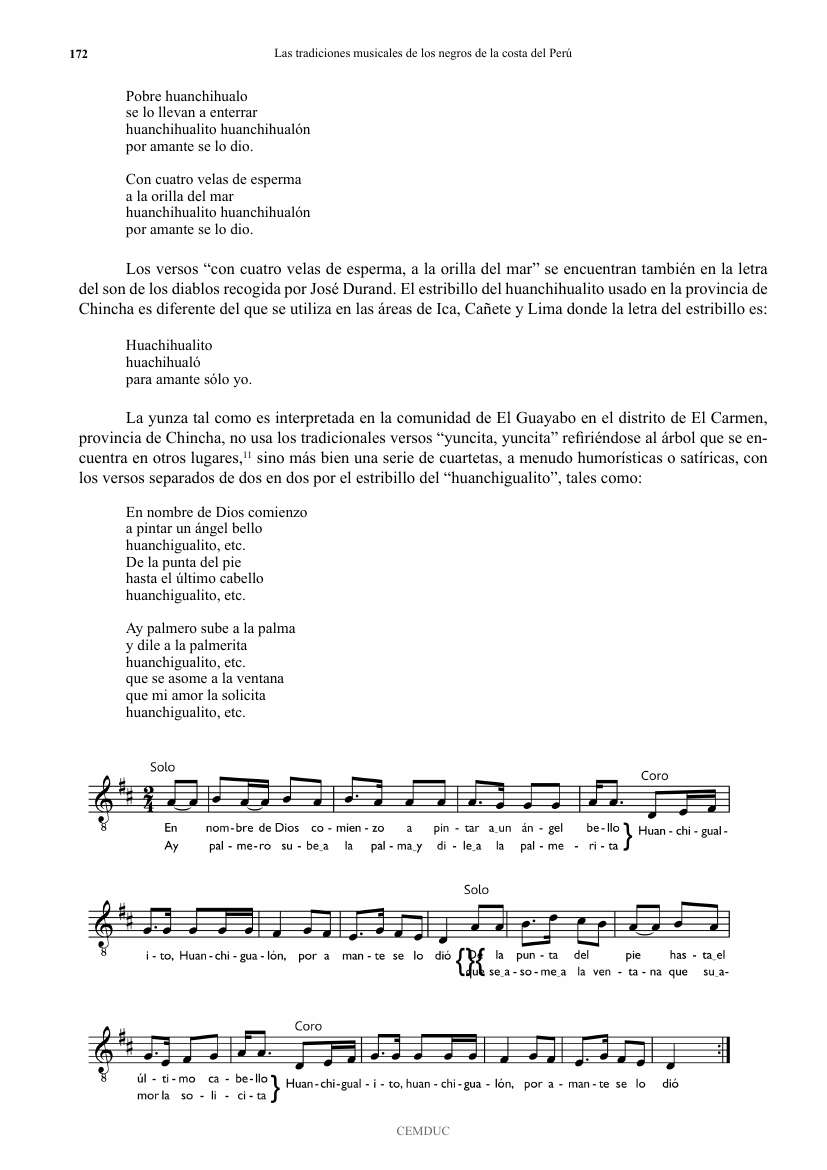 172
Las tradiciones musicales de los negros de la costa del Perú
Pobre huanchihualo
se lo llevan a enterrar
huanchihualito huanchihualón
por amante se lo dio.
Con cuatro velas de esperma
a la orilla del mar
huanchihualito huanchihualón
por amante se lo dio.
Los versos “con cuatro velas de esperma, a la orilla del mar” se encuentran también en la letra
del son de los diablos recogida por José Durand. El estribillo del huanchihualito usado en la provincia de
Chincha es diferente del que se utiliza en las áreas de Ica, Cañete y Lima donde la letra del estribillo es:
Huachihualito
huachihualó
para amante sólo yo.
La yunza tal como es interpretada en la comunidad de El Guayabo en el distrito de El Carmen,
provincia de Chincha, no usa los tradicionales versos “yuncita, yuncita” refiriéndose al árbol que se en-
cuentra en otros lugares,11 sino más bien una serie de cuartetas, a menudo humorísticas o satíricas, con
los versos separados de dos en dos por el estribillo del “huanchigualito”, tales como:
En nombre de Dios comienzo
a pintar un ángel bello
huanchigualito, etc.
De la punta del pie
hasta el último cabello
huanchigualito, etc.
Ay palmero sube a la palma
y dile a la palmerita
huanchigualito, etc.
que se asome a la ventana
que mi amor la solicita
huanchigualito, etc.
Solo
Coro
2
4
8
En nom-bre de Dios co - mien - zo a pin - tar a_un án - gel be - llo } Huan - chi - gual -
Ay pal - me-ro su - be_a la pal - ma_y di - le_a la pal - me - ri - ta
Solo
8
i - to, Huan - chi - gua - lón, por a man - te se lo dió { De la pun - ta del pie has - ta_el
que se_a - so - me_a la ven - ta - na que su_a-
Coro
8
úl - ti - mo ca - be - llo } Huan - chi-gual - i - to, huan - chi - gua - lón, por a - man - te se lo dió
mor la so - li - ci - ta
CEMDUC